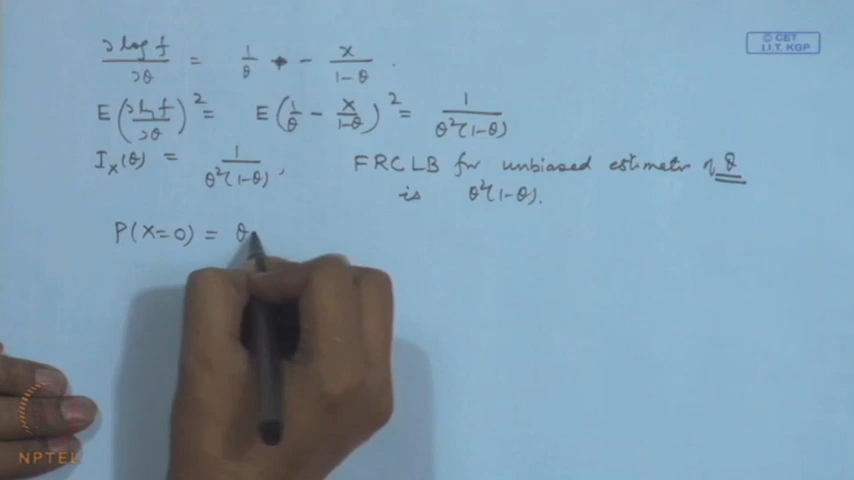 © CET
I.I.T. KGP
∂ log f / ∂θ = 1/θ - x/(1-θ) .
E(∂ ln f / ∂θ)² = E(1/θ - x/(1-θ))² = 1/(θ²(1-θ))
I_X(θ) = 1/(θ²(1-θ)) , FRCLB for unbiased estimator of θ
is θ²(1-θ).
P(X=0) = θ
NPTEL